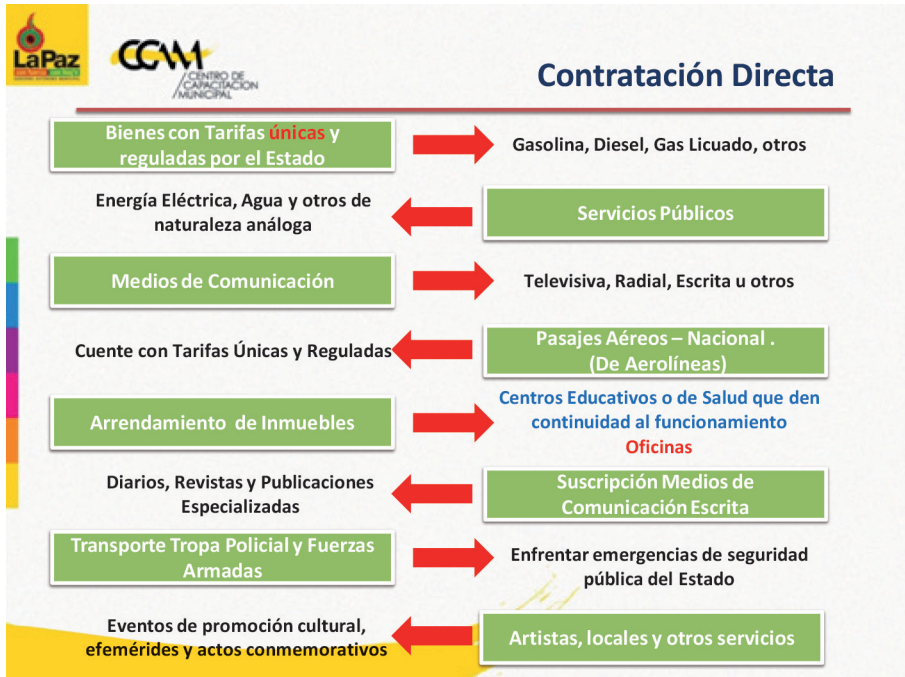 LaPaz
CCAM
CENTRO DE
CAPACITACION
MUNICIPAL
Contratación Directa
Bienes con Tarifas únicas y
reguladas por el Estado
Gasolina, Diesel, Gas Licuado, otros
Energía Eléctrica, Agua y otros de
naturaleza análoga
Servicios Públicos
Medios de Comunicación
Televisiva, Radial, Escrita u otros
Cuente con Tarifas Únicas y Reguladas
Pasajes Aéreos – Nacional .
(De Aerolíneas)
Arrendamiento de Inmuebles
Centros Educativos o de Salud que den
continuidad al funcionamiento
Oficinas
Diarios, Revistas y Publicaciones
Especializadas
Suscripción Medios de
Comunicación Escrita
Transporte Tropa Policial y Fuerzas
Armadas
Enfrentar emergencias de seguridad
pública del Estado
Eventos de promoción cultural,
efemérides y actos conmemorativos
Artistas, locales y otros servicios